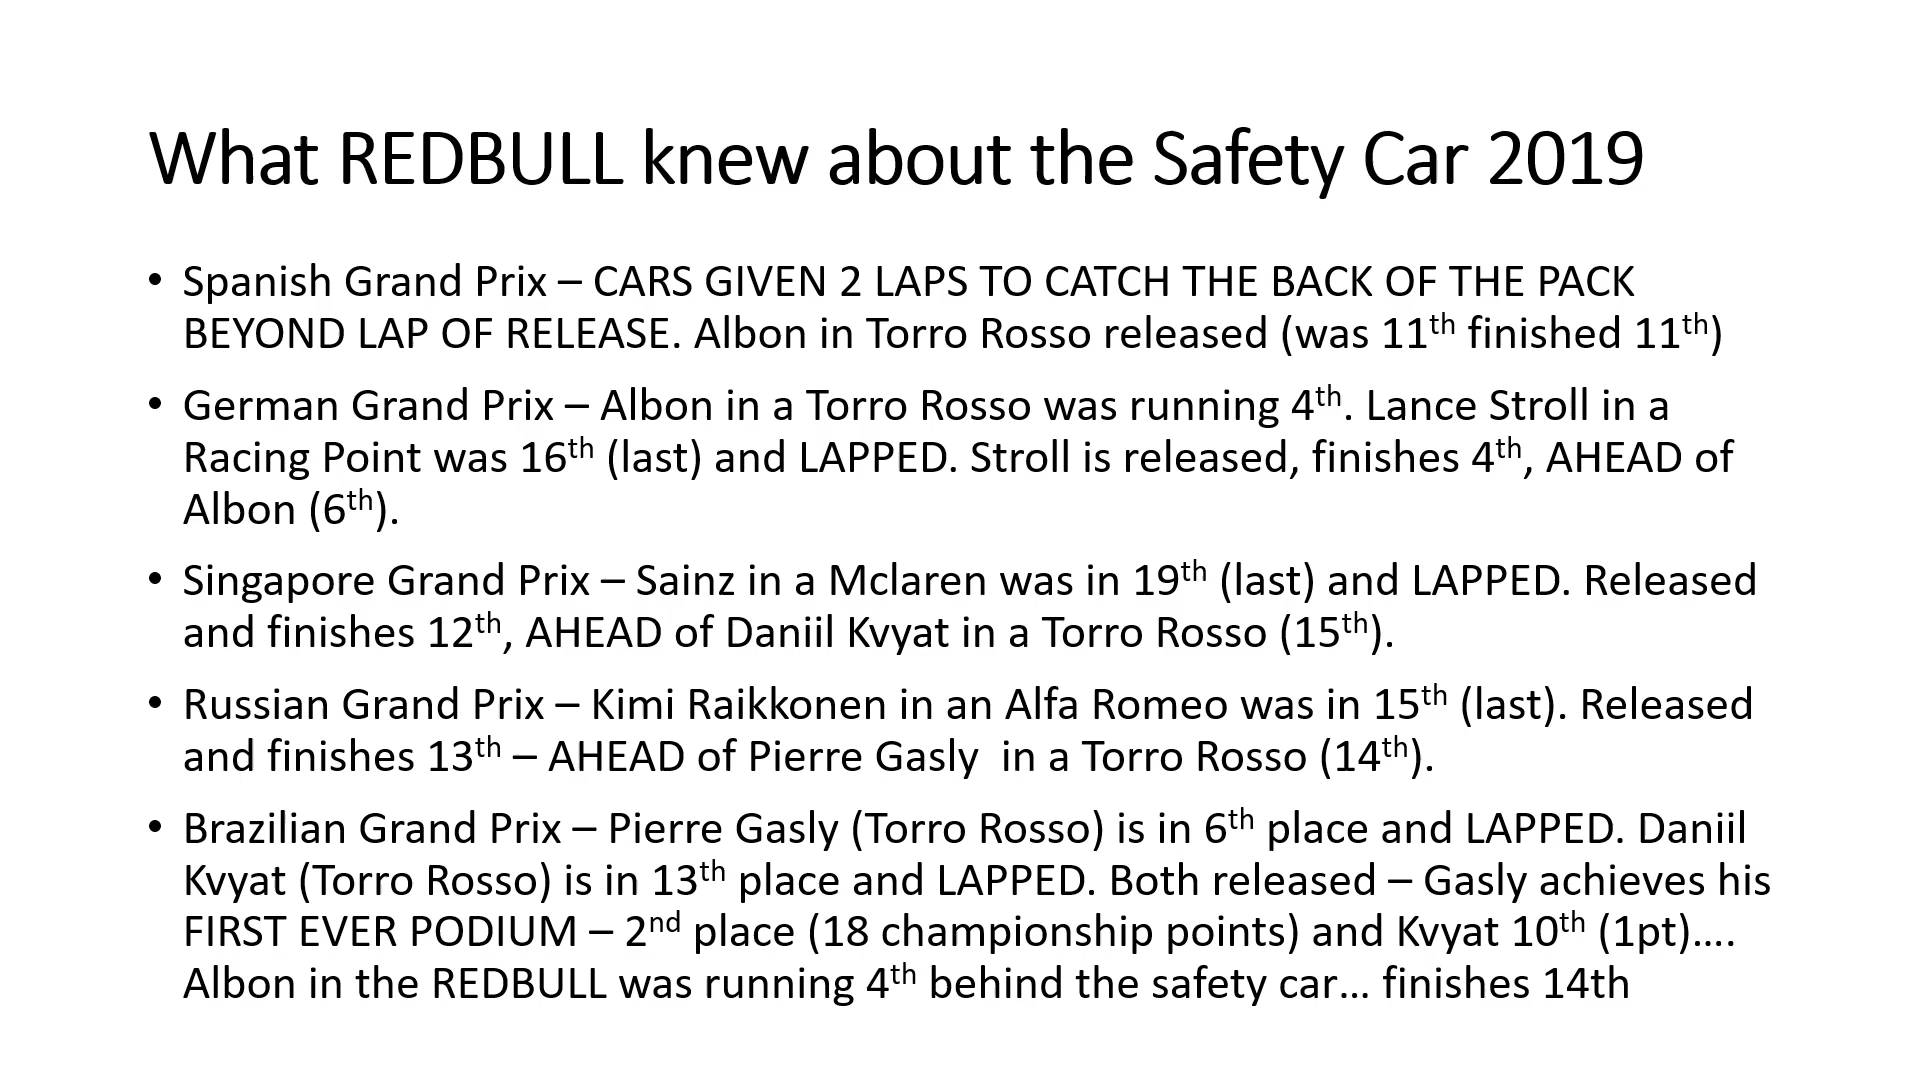 What REDBULL knew about the Safety Car 2019
• Spanish Grand Prix – CARS GIVEN 2 LAPS TO CATCH THE BACK OF THE PACK
BEYOND LAP OF RELEASE. Albon in Torro Rosso released (was 11th finished 11th)
• German Grand Prix – Albon in a Torro Rosso was running 4th. Lance Stroll in a
Racing Point was 16th (last) and LAPPED. Stroll is released, finishes 4th, AHEAD of
Albon (6th).
• Singapore Grand Prix – Sainz in a Mclaren was in 19th (last) and LAPPED. Released
and finishes 12th, AHEAD of Daniil Kvyat in a Torro Rosso (15th).
• Russian Grand Prix – Kimi Raikkonen in an Alfa Romeo was in 15th (last). Released
and finishes 13th – AHEAD of Pierre Gasly  in a Torro Rosso (14th).
• Brazilian Grand Prix – Pierre Gasly (Torro Rosso) is in 6th place and LAPPED. Daniil
Kvyat (Torro Rosso) is in 13th place and LAPPED. Both released – Gasly achieves his
FIRST EVER PODIUM – 2nd place (18 championship points) and Kvyat 10th (1pt)….
Albon in the REDBULL was running 4th behind the safety car… finishes 14th